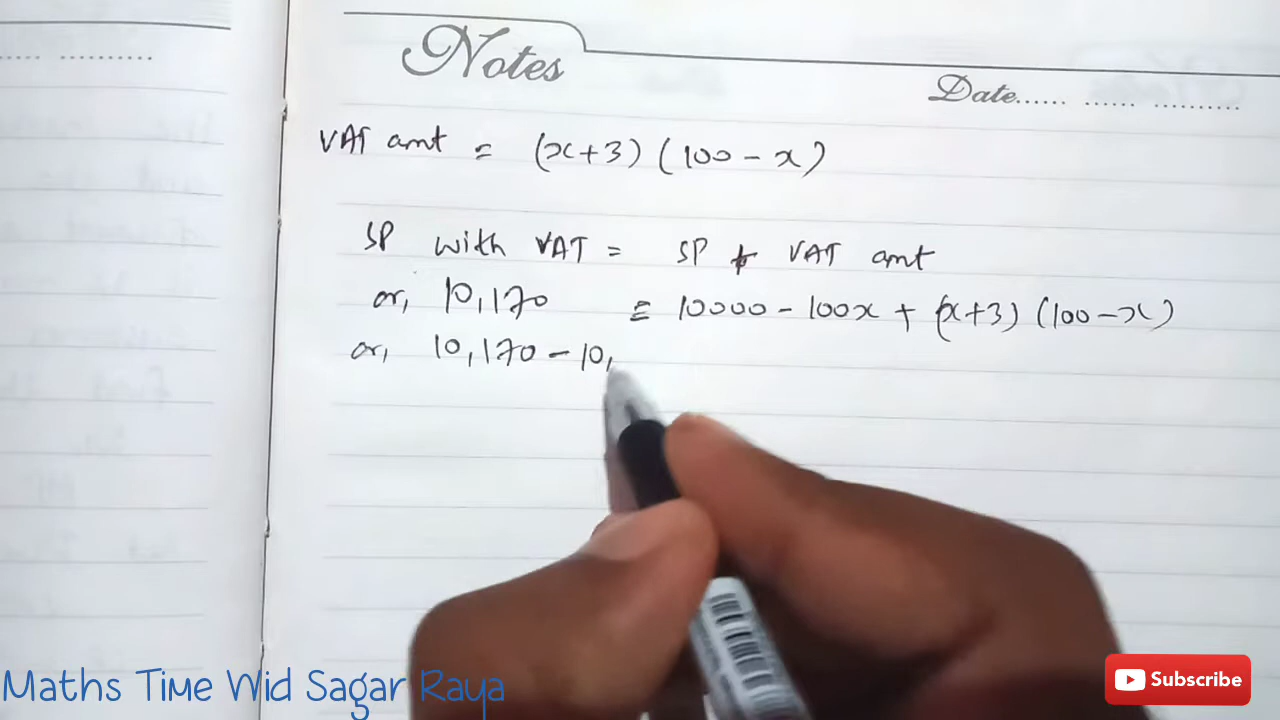 Notes
Date...... ...... ..........
VAT amt = (x+3) (100 - x)
SP with VAT = SP + VAT amt
or, 10,170 = 10000 - 100x + (x+3) (100 - x)
or, 10,170 - 10,
Maths Time Wid Sagar Raya
Subscribe